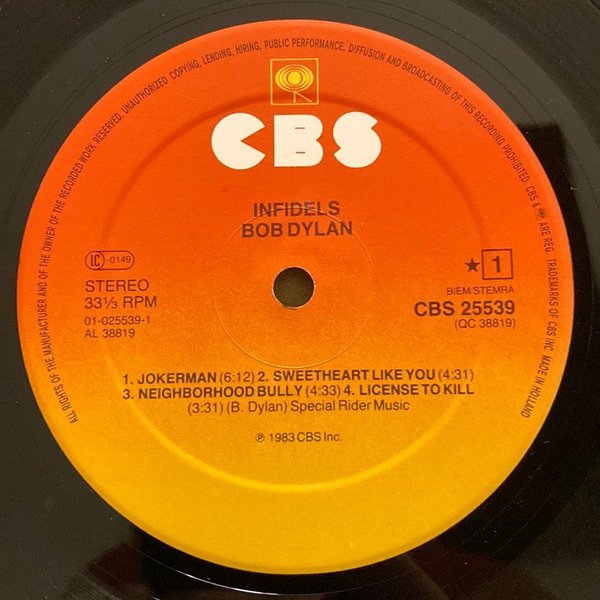 ALL RIGHTS OF THE MANUFACTURER AND OF THE OWNER OF THE RECORDED WORK RESERVED. UNAUTHORIZED COPYING, LENDING, HIRING, PUBLIC PERFORMANCE, DIFFUSION AND BROADCASTING OF THIS RECORDING PROHIBITED. CBS & ARE REG. TRADEMARKS OF CBS INC. MADE IN HOLLAND
CBS
INFIDELS
BOB DYLAN
LC -0149
STEREO
33⅓ RPM
01-025539-1
AL 38819
★ 1
BIEM/STEMRA
CBS 25539
(QC 38819)
1. JOKERMAN (6:12) 2. SWEETHEART LIKE YOU (4:31)
3. NEIGHBORHOOD BULLY (4:33) 4. LICENSE TO KILL
(3:31) (B. Dylan) Special Rider Music
℗ 1983 CBS Inc.